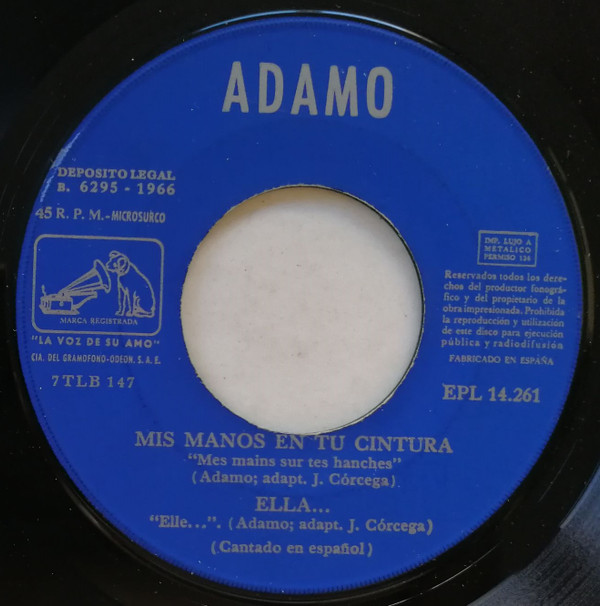 ADAMO
DEPOSITO LEGAL
B. 6295 - 1966
45 R. P. M. - MICROSURCO
MARCA REGISTRADA
"LA VOZ DE SU AMO"
CIA. DEL GRAMOFONO-ODEON. S. A. E.
7TLB 147
IMP. LUJO A
METALICO
PERMISO 126
Reservados todos los dere-
chos del productor fonográ-
fico y del propietario de la
obra impresionada. Prohibida
la reproducción y utilización
de este disco para ejecución
pública y radiodifusión
FABRICADO EN ESPAÑA
EPL 14.261
MIS MANOS EN TU CINTURA
"Mes mains sur tes hanches"
(Adamo; adapt. J. Córcega)
ELLA...
"Elle...". (Adamo; adapt. J. Córcega)
(Cantado en español)